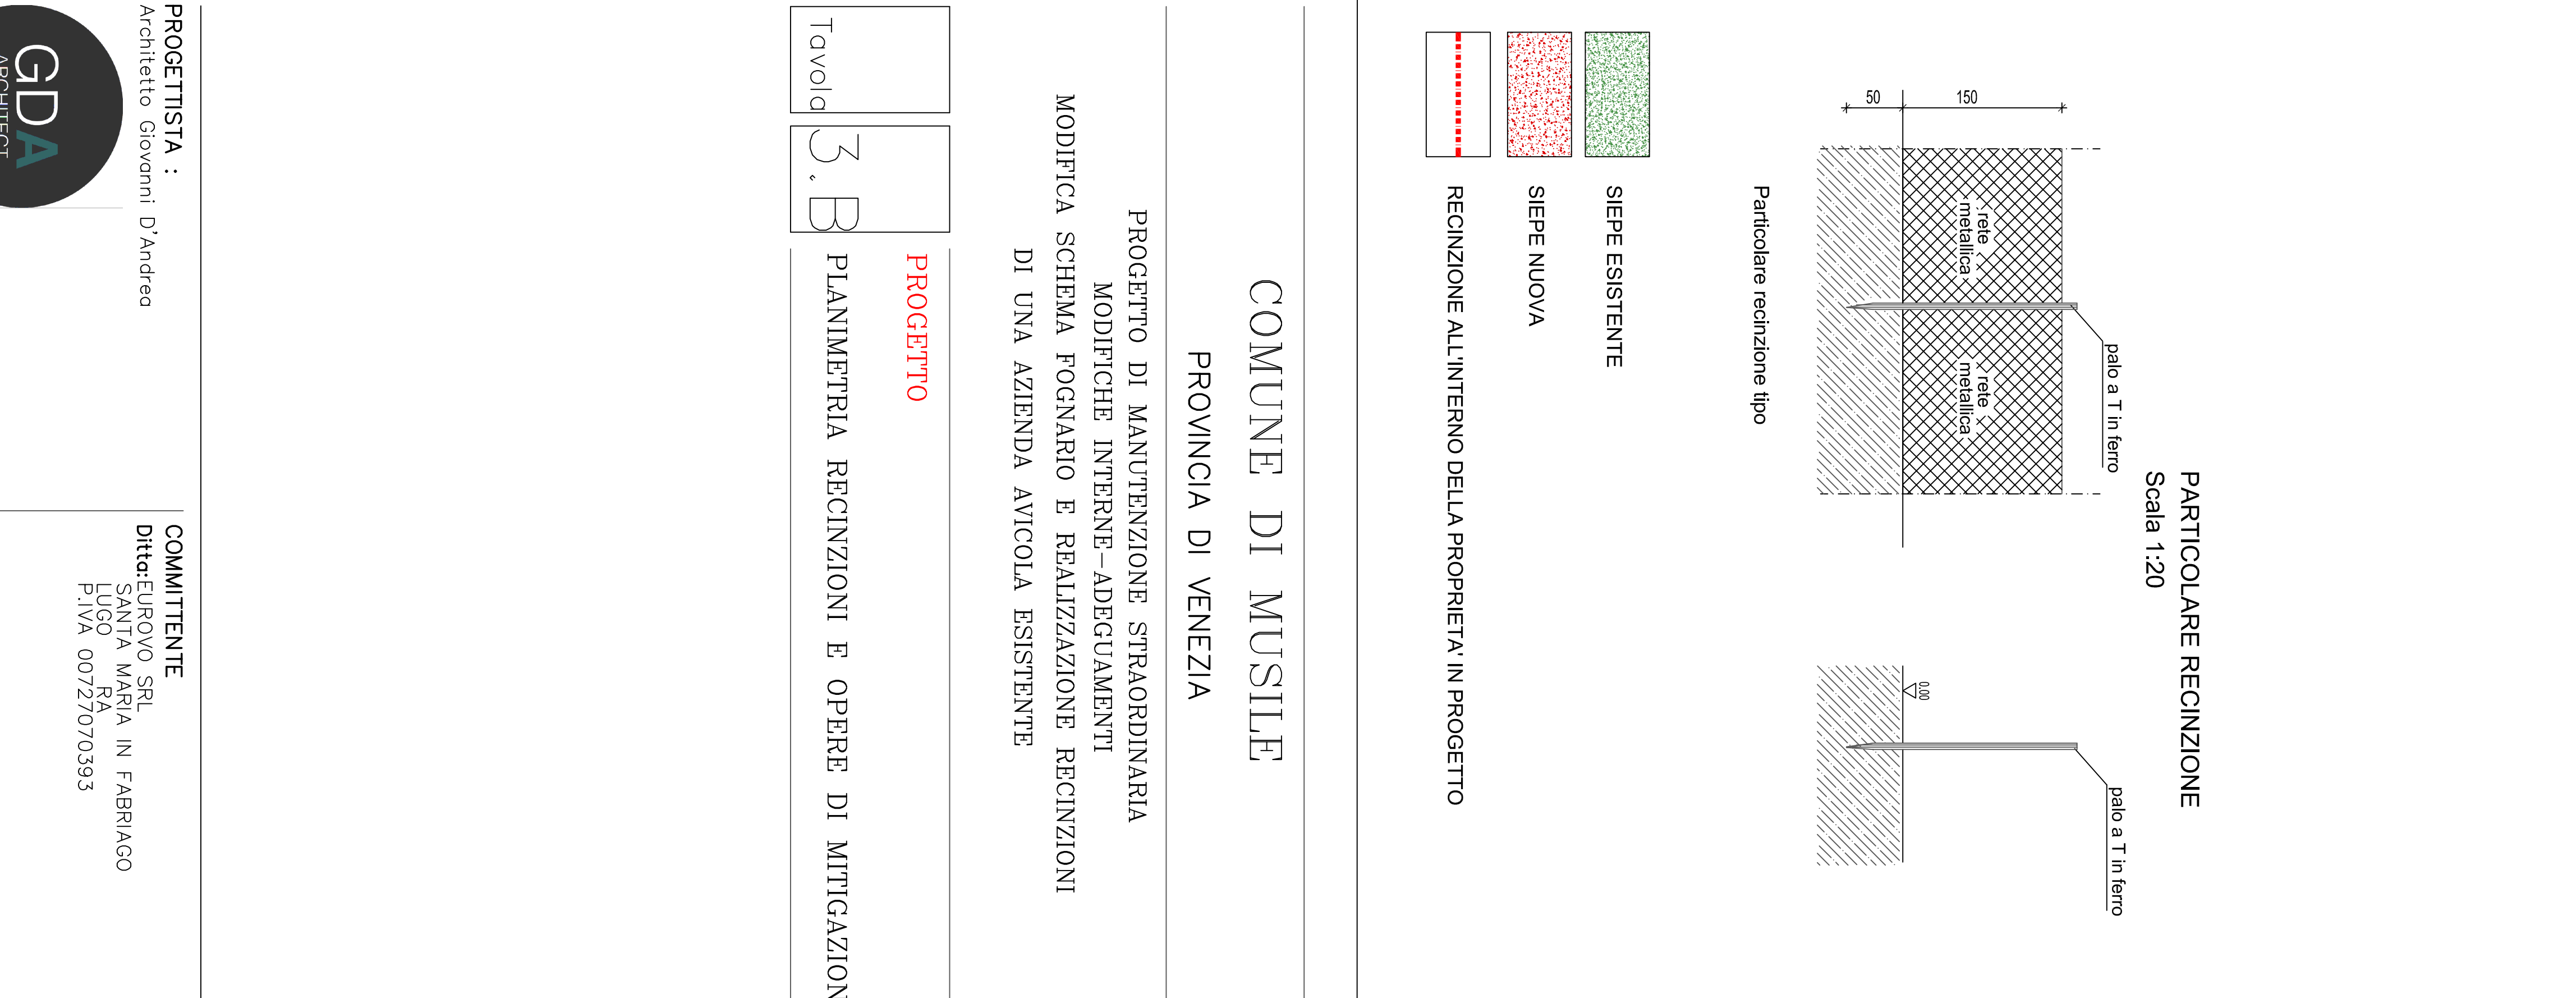 PARTICOLARE RECINZIONE
Scala 1:20
palo a T in ferro
palo a T in ferro
150
50
rete
metallica
rete
metallica
0.00
Particolare recinzione tipo
SIEPE ESISTENTE
SIEPE NUOVA
RECINZIONE ALL'INTERNO DELLA PROPRIETA' IN PROGETTO
COMUNE DI MUSILE
PROVINCIA DI VENEZIA
PROGETTO DI MANUTENZIONE STRAORDINARIA
MODIFICHE INTERNE-ADEGUAMENTI
MODIFICA SCHEMA FOGNARIO E REALIZZAZIONE RECINZIONI
DI UNA AZIENDA AVICOLA ESISTENTE
Tavola
3.B
PROGETTO
PLANIMETRIA RECINZIONI E OPERE DI MITIGAZION
PROGETTISTA :
Architetto Giovanni D'Andrea
GDA
ARCHITECT
COMMITTENTE
Ditta:EUROVO SRL
SANTA MARIA IN FABRIAGO
LUGO RA
P.IVA 00727070393